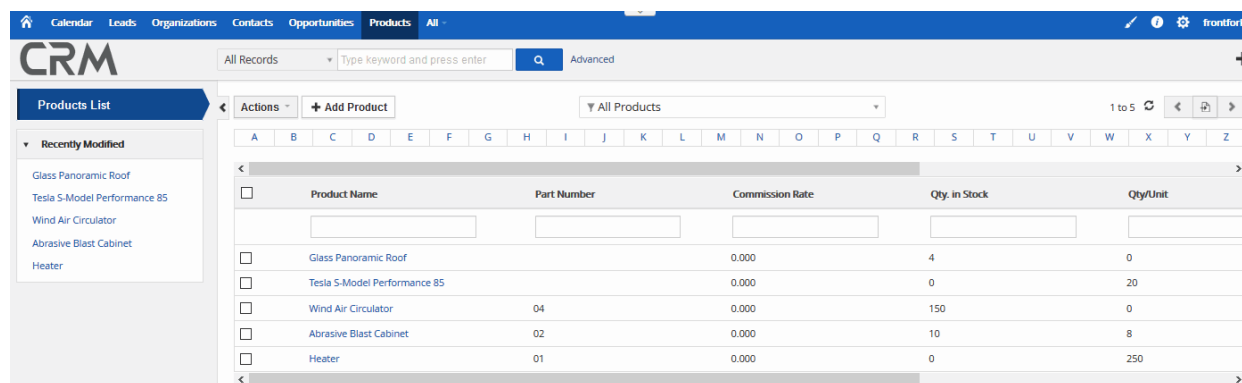 Calendar Leads Organizations Contacts Opportunities Products All frontforl
CRM All Records Type keyword and press enter Advanced
Products List Actions + Add Product All Products 1 to 5
A B C D E F G H I J K L M N O P Q R S T U V W X Y Z
Recently Modified
Glass Panoramic Roof
Tesla S-Model Performance 85
Wind Air Circulator
Abrasive Blast Cabinet
Heater
Product Name Part Number Commission Rate Qty. in Stock Qty/Unit
Glass Panoramic Roof 0.000 4 0
Tesla S-Model Performance 85 0.000 0 20
Wind Air Circulator 04 0.000 150 0
Abrasive Blast Cabinet 02 0.000 10 8
Heater 01 0.000 0 250